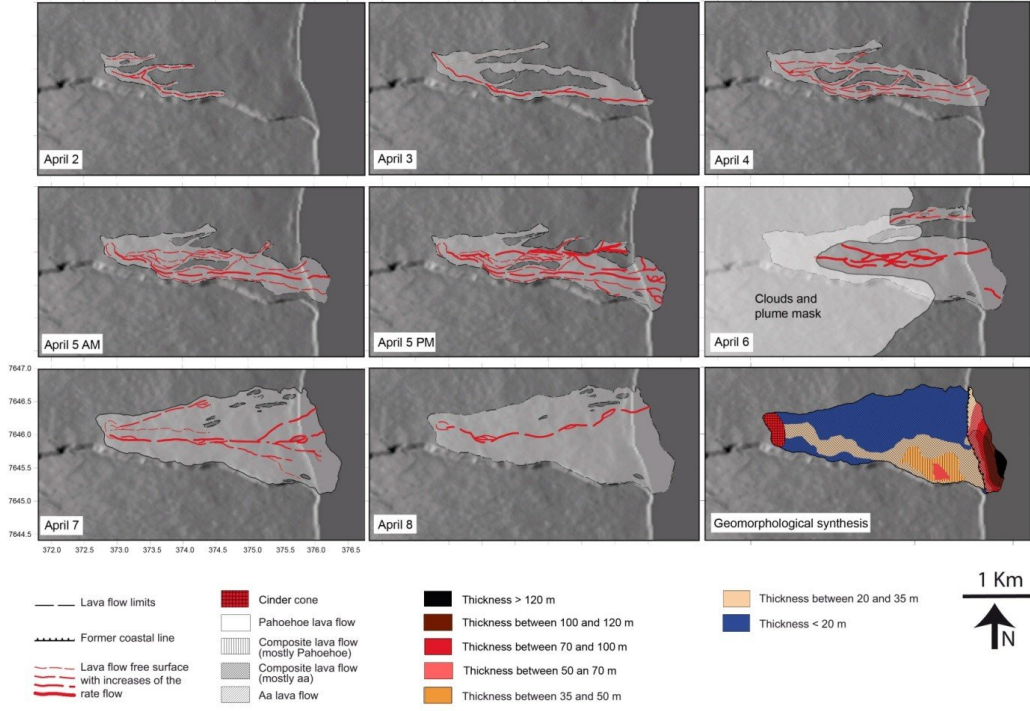 April 2
April 3
April 4
April 5 AM
April 5 PM
Clouds and
plume mask
April 6
7647.0
7646.5
7646.0
7645.5
7645.0
7644.5
April 7
April 8
Geomorphological synthesis
372.0 372.5 373.0 373.5 374.0 374.5 375.0 375.5 376.0 376.5
Lava flow limits
Former coastal line
Lava flow free surface
with increases of the
rate flow
Cinder cone
Pahoehoe lava flow
Composite lava flow
(mostly Pahoehoe)
Composite lava flow
(mostly aa)
Aa lava flow
Thickness > 120 m
Thickness between 100 and 120 m
Thickness between 70 and 100 m
Thickness between 50 an 70 m
Thickness between 35 and 50 m
Thickness between 20 and 35 m
Thickness < 20 m
1 Km
N